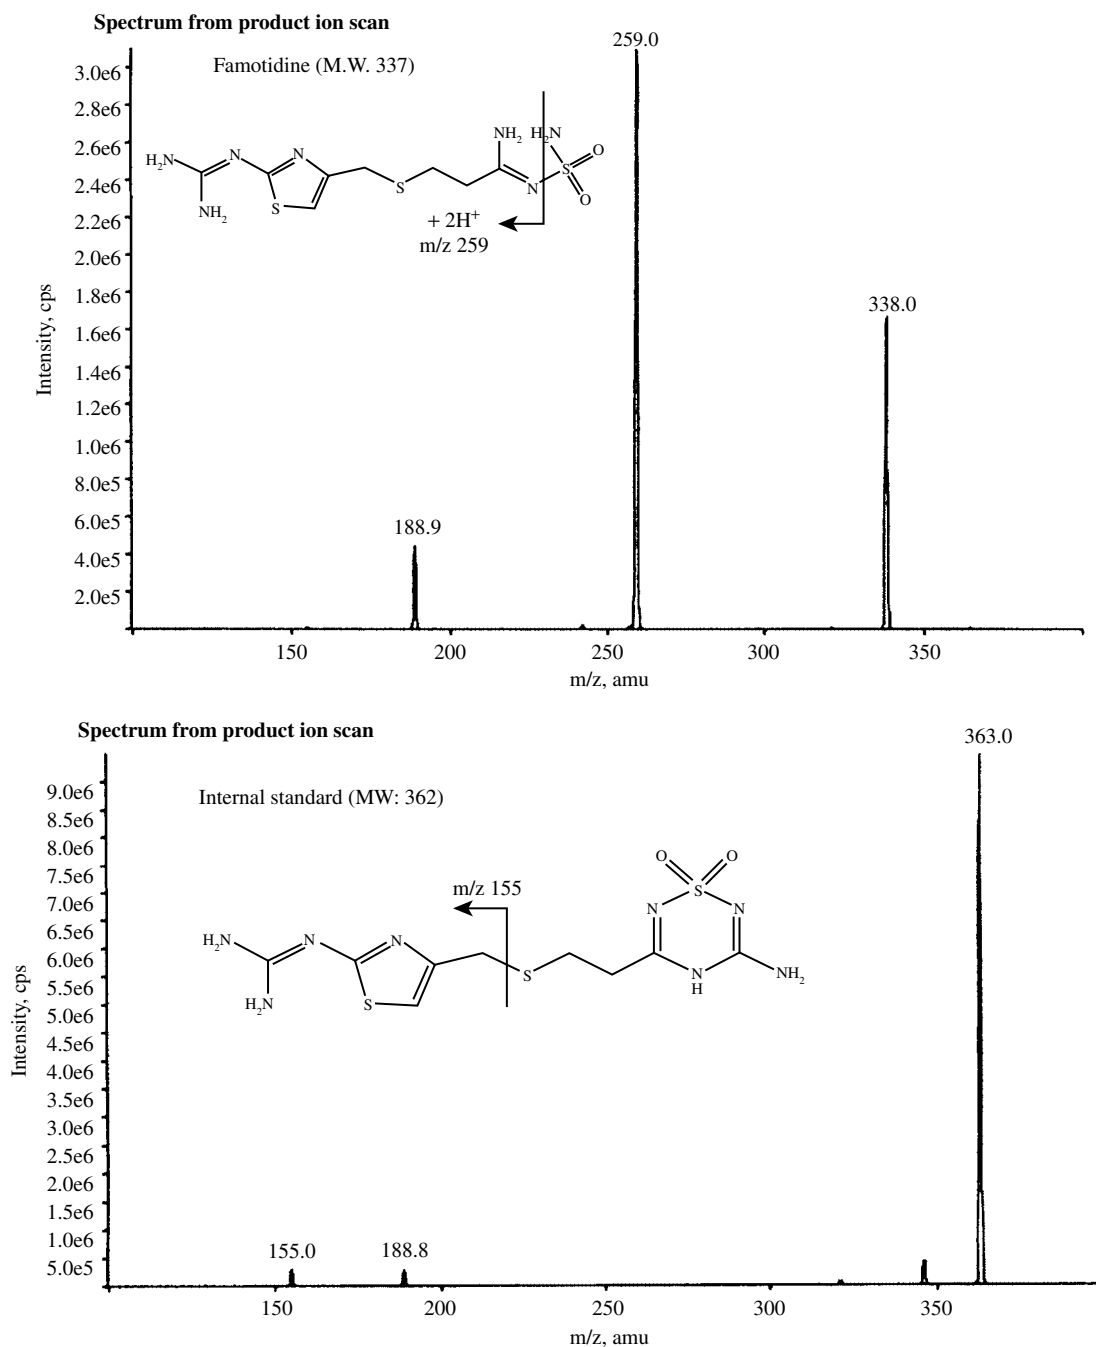 Spectrum from product ion scan
259.0
Famotidine (M.W. 337)
3.0e6
2.8e6
2.6e6
2.4e6
2.2e6
2.0e6
1.8e6
1.6e6
1.4e6
1.2e6
1.0e6
8.0e5
6.0e5
4.0e5
2.0e5
Intensity, cps
NH2 H2N
O
H2N N N S
S N O
NH2 S
+ 2H+
m/z 259
338.0
188.9
150 200 250 300 350
m/z, amu
Spectrum from product ion scan
363.0
Internal standard (MW: 362)
9.0e6
8.5e6
8.0e6
7.5e6
7.0e6
6.5e6
6.0e6
5.5e6
5.0e6
4.5e6
4.0e6
3.5e6
3.0e6
2.5e6
2.0e6
1.5e6
1.0e6
5.0e5
Intensity, cps
O O
m/z 155 S
N N
H2N N N
S N NH2
H
H2N S
155.0 188.8
150 200 250 300 350
m/z, amu